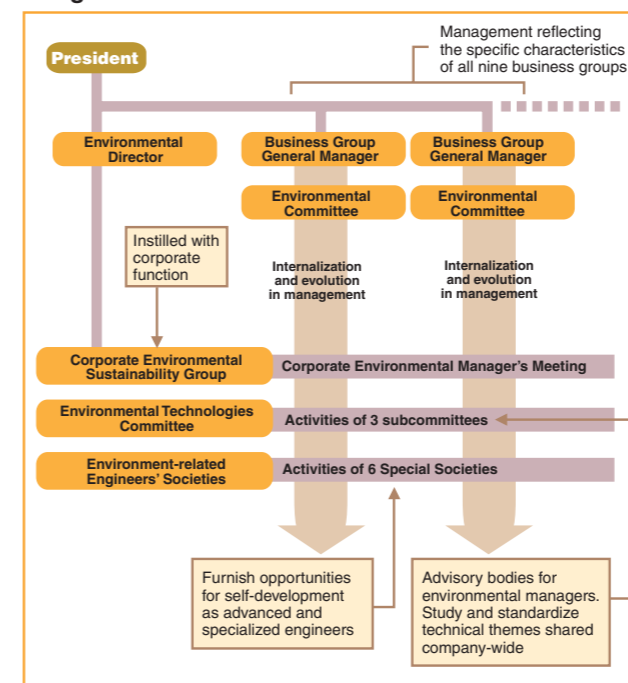 Management reflecting
the specific characteristics
of all nine business groups
President
Environmental
Director
Business Group
General Manager
Business Group
General Manager
Environmental
Committee
Environmental
Committee
Instilled with
corporate
function
Internalization
and evolution
in management
Internalization
and evolution
in management
Corporate Environmental
Sustainability Group
Corporate Environmental Manager's Meeting
Environmental Technologies
Committee
Activities of 3 subcommittees
Environment-related
Engineers' Societies
Activities of 6 Special Societies
Furnish opportunities
for self-development
as advanced and
specialized engineers
Advisory bodies for
environmental managers.
Study and standardize
technical themes shared
company-wide